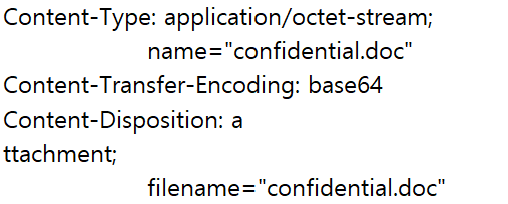 Content-Type: application/octet-stream;
name="confidential.doc"
Content-Transfer-Encoding: base64
Content-Disposition: a
ttachment;
filename="confidential.doc"